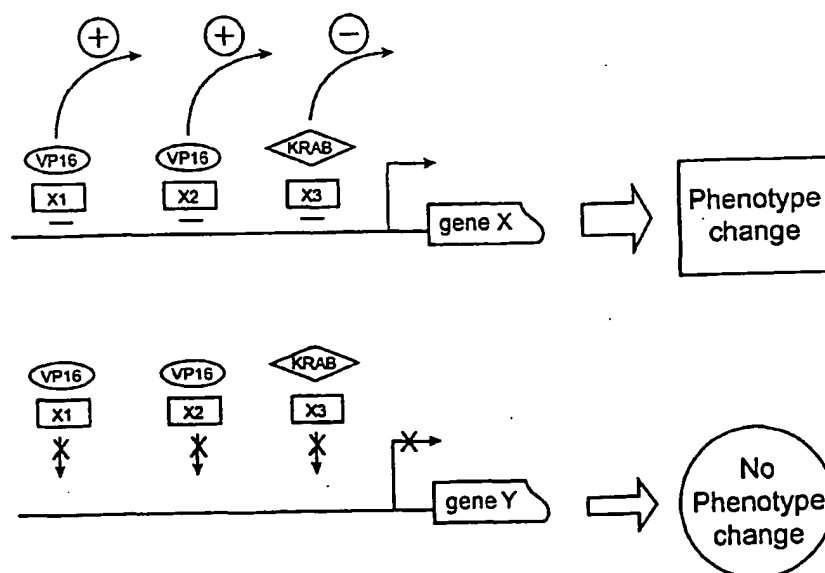 + + −
VP16 VP16 KRAB
X1 X2 X3
gene X
Phenotype
change
VP16 VP16 KRAB
X1 X2 X3
gene Y
No
Phenotype
change